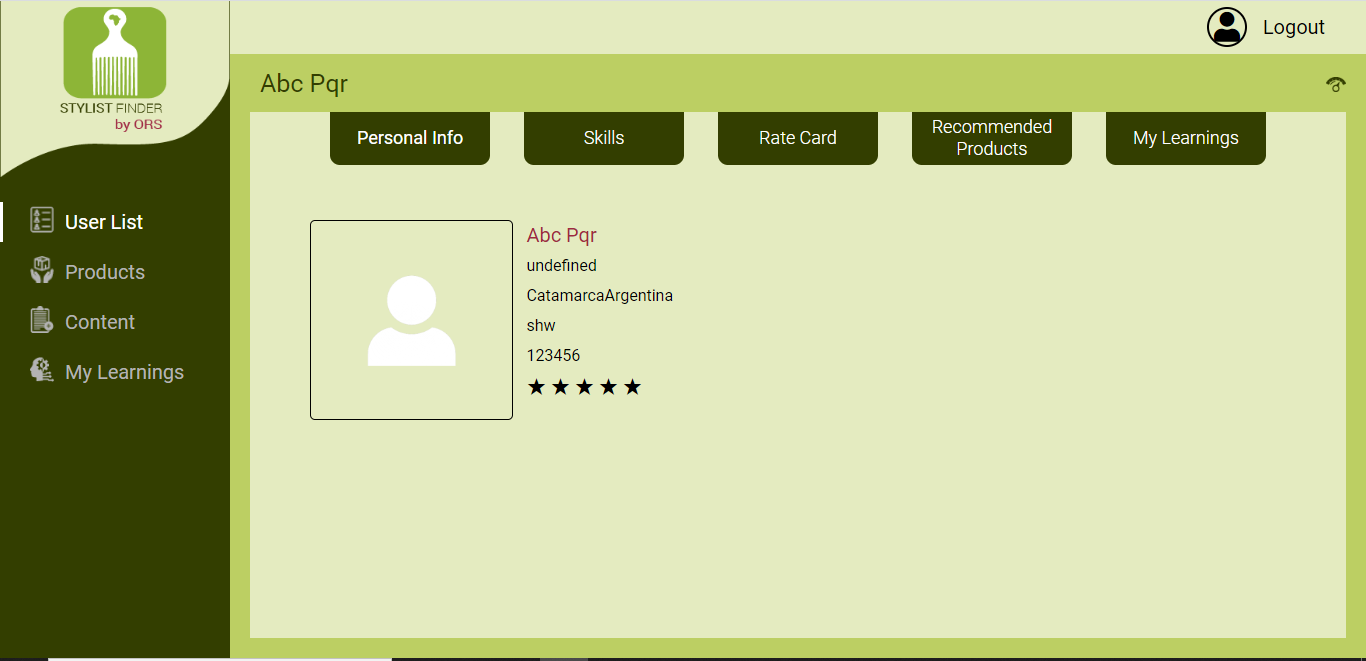 STYLIST FINDER
by ORS
Logout
Abc Pqr
Personal Info
Skills
Rate Card
Recommended
Products
My Learnings
User List
Products
Content
My Learnings
Abc Pqr
undefined
CatamarcaArgentina
shw
123456